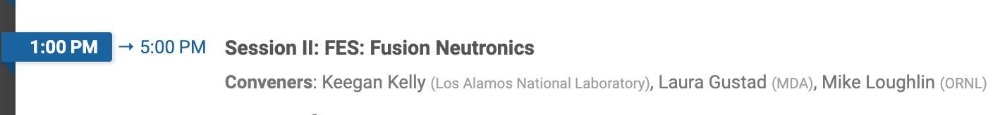 1:00 PM → 5:00 PM Session II: FES: Fusion Neutronics
Conveners: Keegan Kelly (Los Alamos National Laboratory), Laura Gustad (MDA), Mike Loughlin (ORNL)